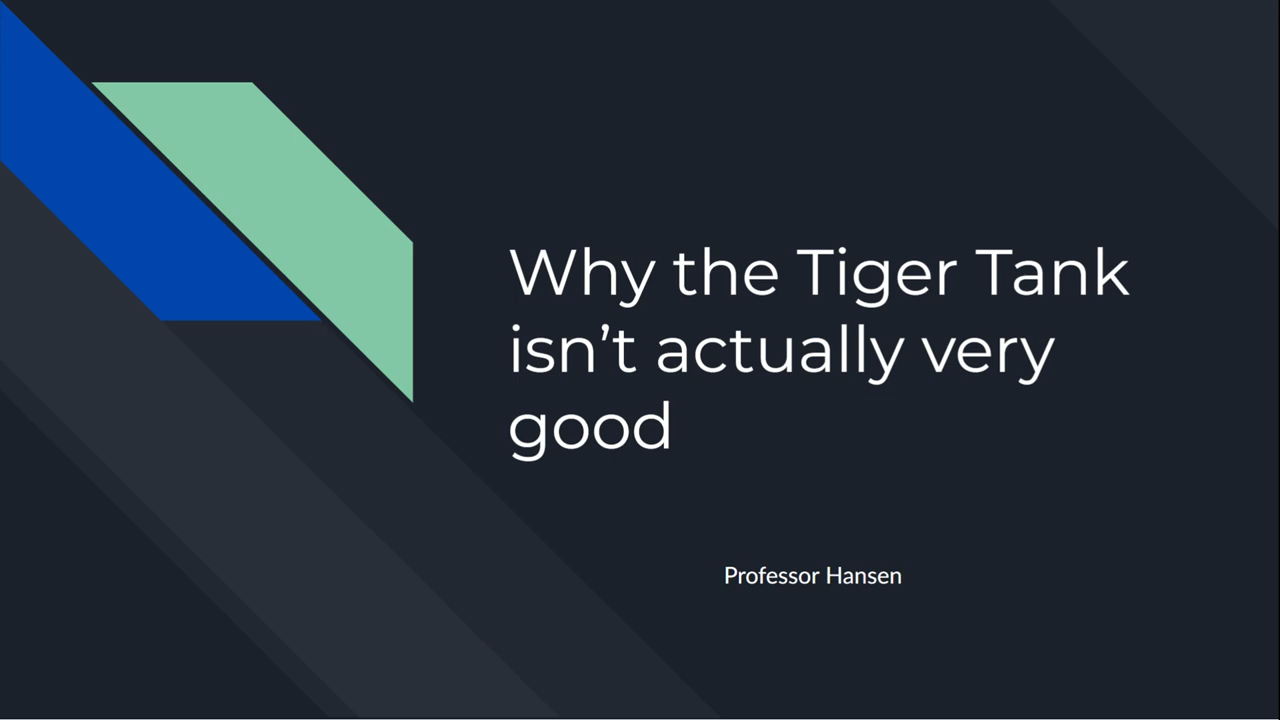 Why the Tiger Tank
isn’t actually very
good
Professor Hansen